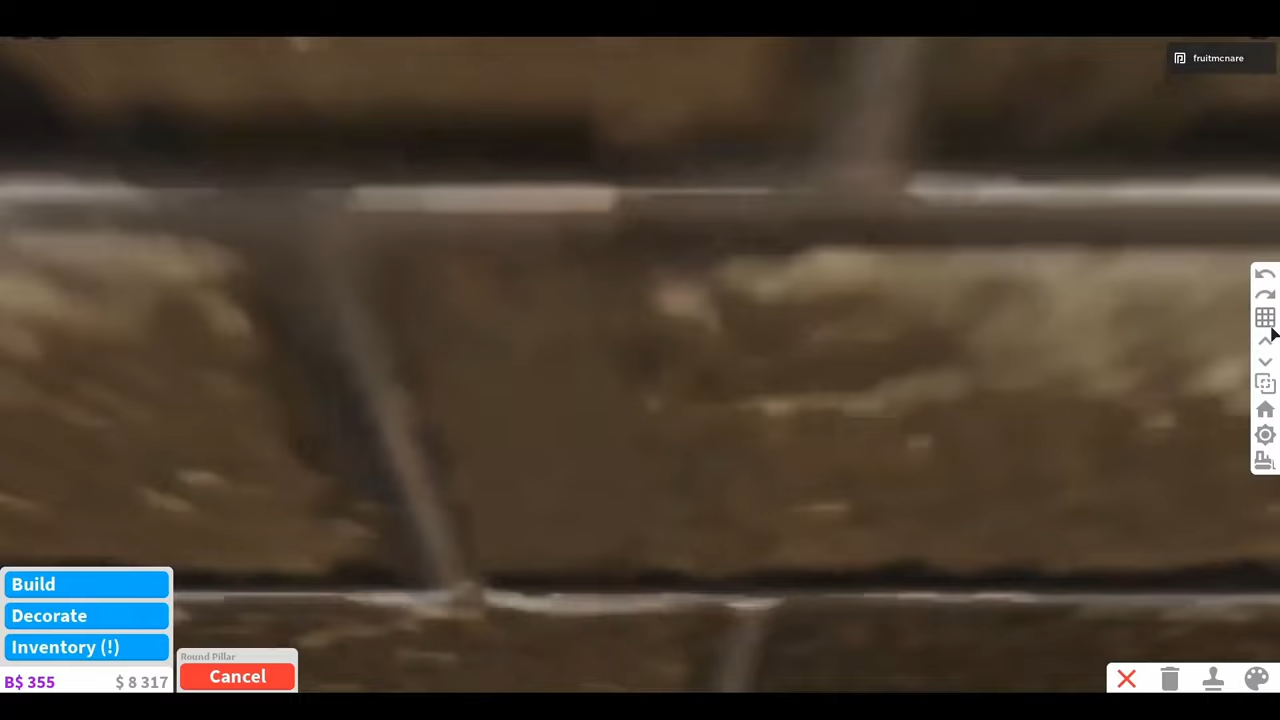 fruitmcnare
Build
Decorate
Inventory (!)
B$ 355 $ 8 317
Round Pillar
Cancel